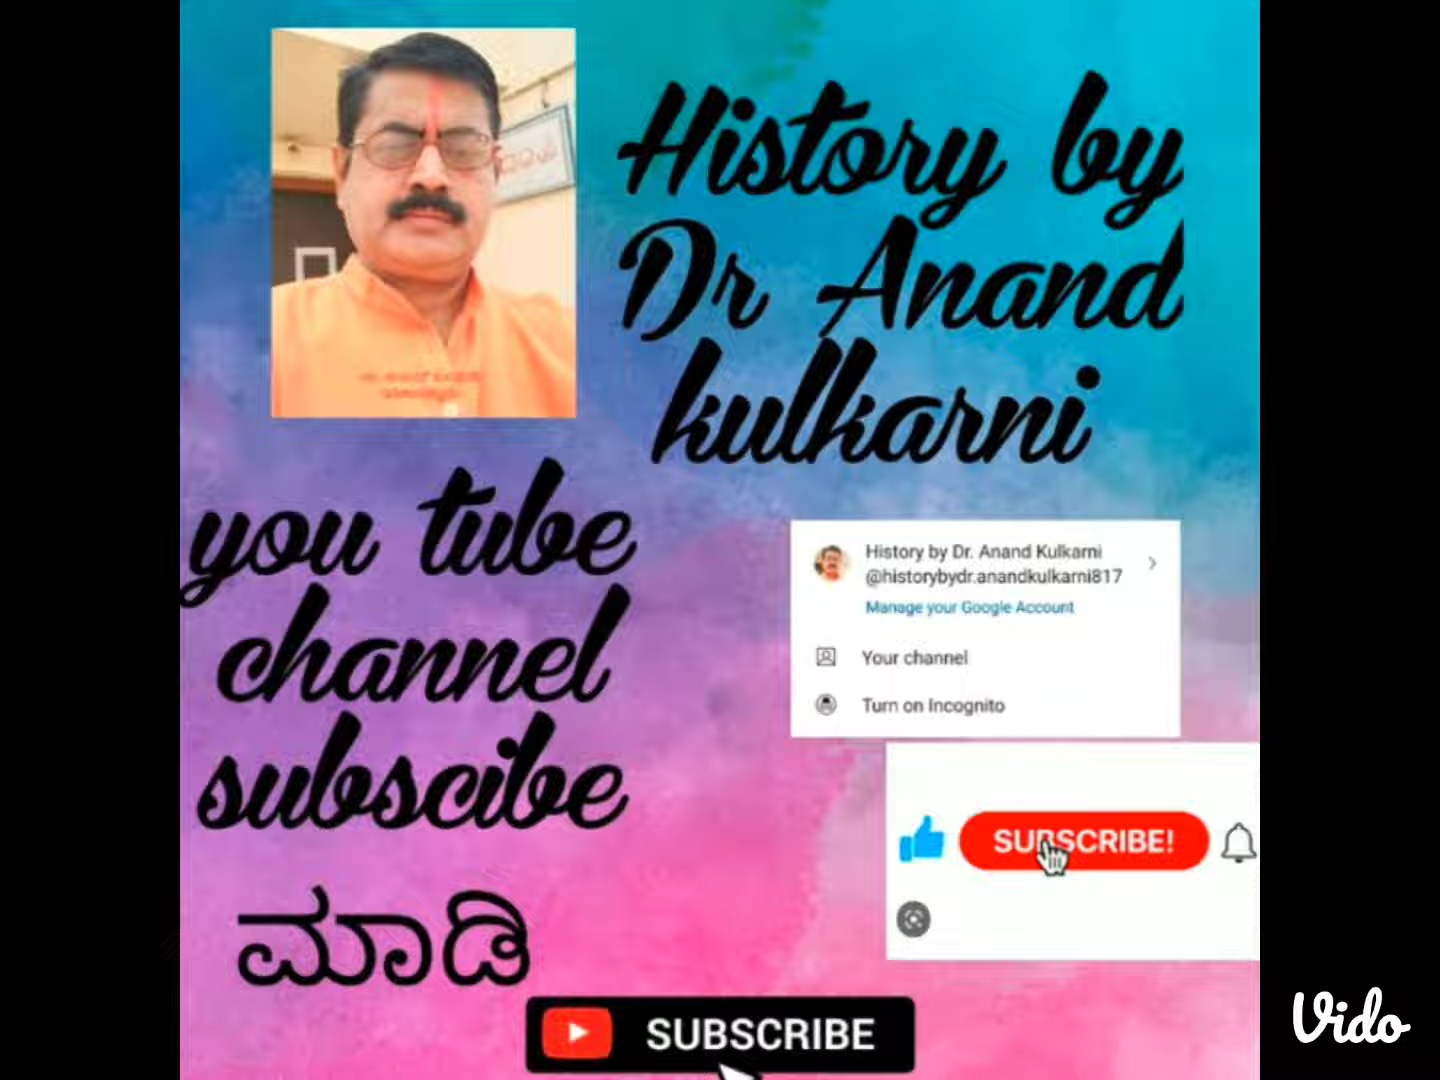 History by
Dr Anand
kulkarni
you tube
channel
subscibe
ಮಾಡಿ
History by Dr. Anand Kulkarni
@historybydr.anandkulkarni817
Manage your Google Account
Your channel
Turn on Incognito
SUBSCRIBE!
SUBSCRIBE
Vido